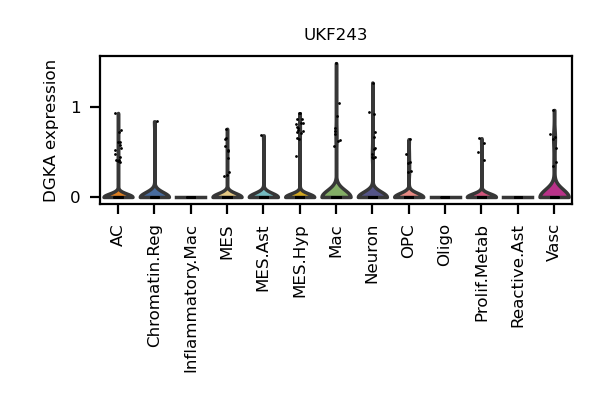 UKF243
DGKA expression
1
0
AC
Chromatin.Reg
Inflammatory.Mac
MES
MES.Ast
MES.Hyp
Mac
Neuron
OPC
Oligo
Prolif.Metab
Reactive.Ast
Vasc